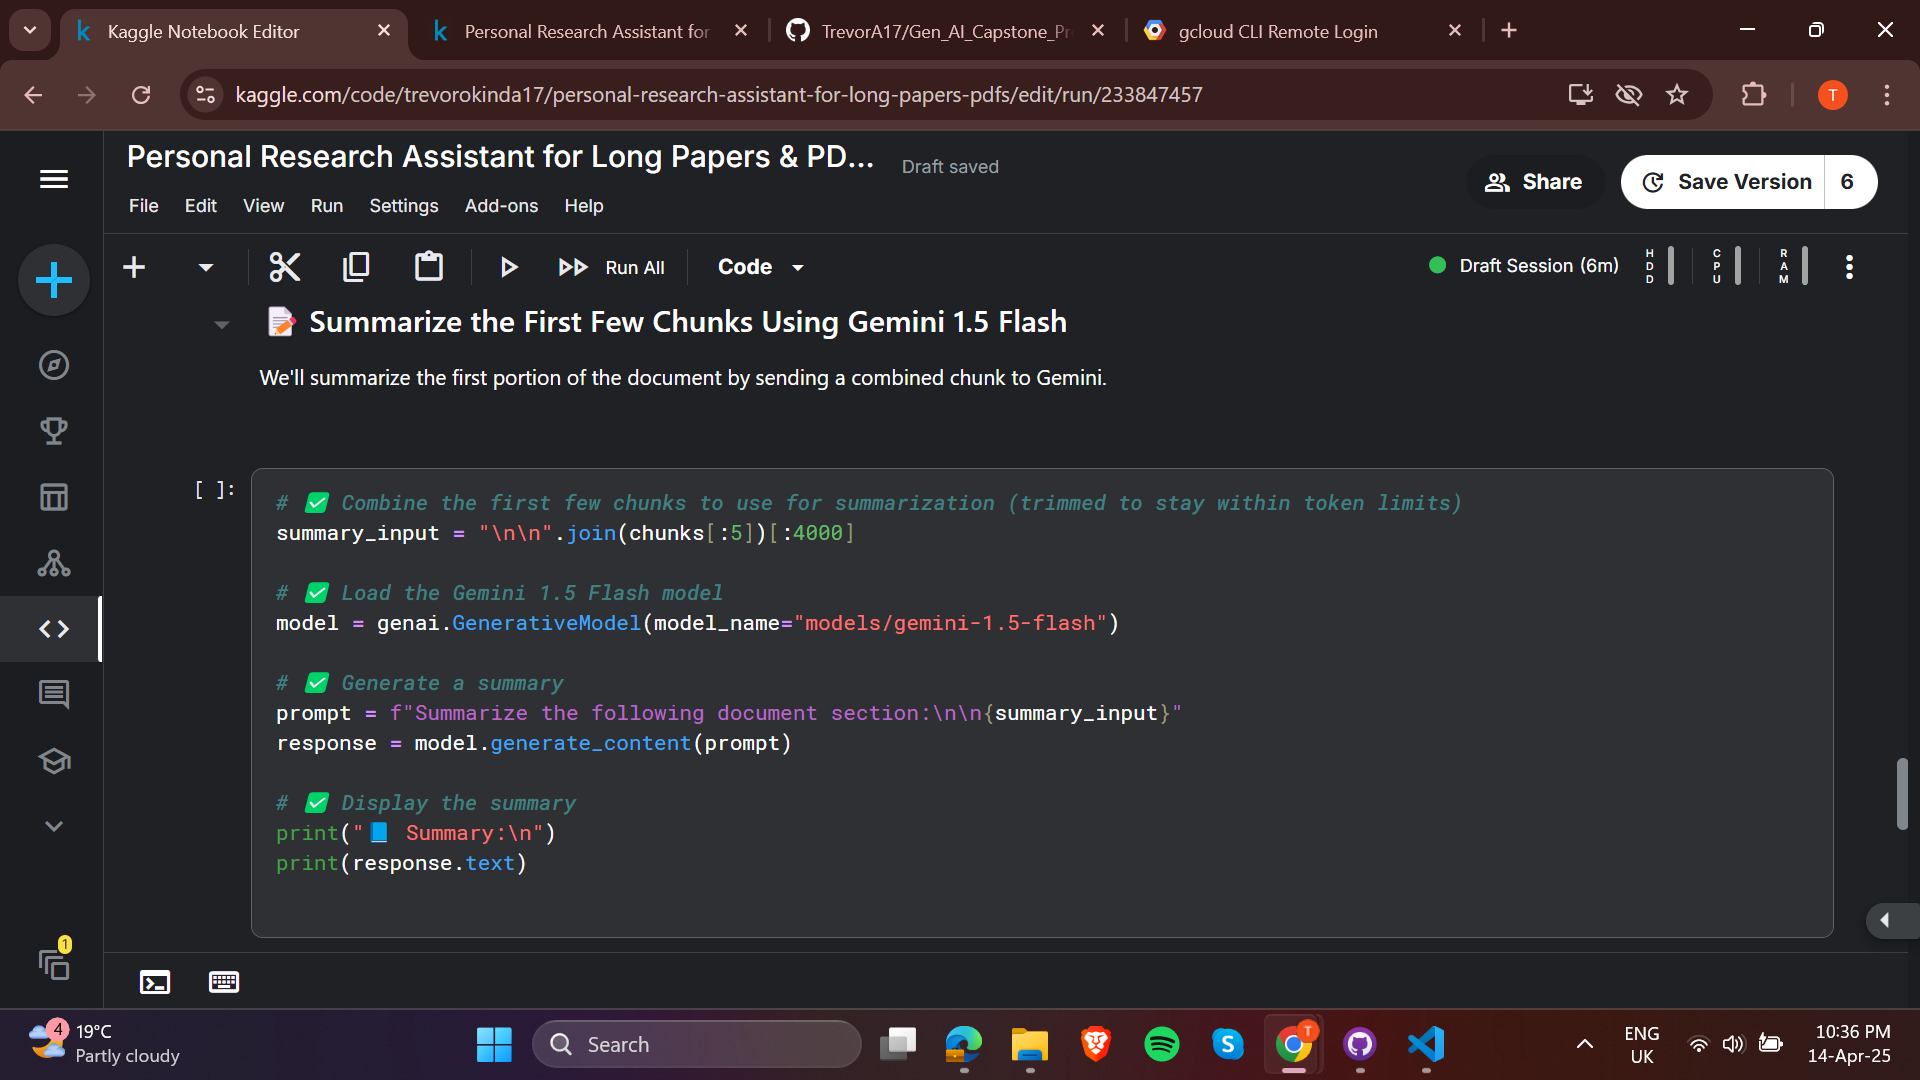 Kaggle Notebook Editor
Personal Research Assistant for
TrevorA17/Gen_AI_Capstone_Pr
gcloud CLI Remote Login
kaggle.com/code/trevorokinda17/personal-research-assistant-for-long-papers-pdfs/edit/run/233847457
T
Personal Research Assistant for Long Papers & PD...
Draft saved
Share
Save Version
6
File Edit View Run Settings Add-ons Help
Run All
Code
Draft Session (6m)
HDD
CPU
RAM
📝 Summarize the First Few Chunks Using Gemini 1.5 Flash
We'll summarize the first portion of the document by sending a combined chunk to Gemini.
[ ]:
# ✅ Combine the first few chunks to use for summarization (trimmed to stay within token limits)
summary_input = "\n\n".join(chunks[:5])[:4000]
# ✅ Load the Gemini 1.5 Flash model
model = genai.GenerativeModel(model_name="models/gemini-1.5-flash")
# ✅ Generate a summary
prompt = f"Summarize the following document section:\n\n{summary_input}"
response = model.generate_content(prompt)
# ✅ Display the summary
print("📘 Summary:\n")
print(response.text)
1
4
19°C
Partly cloudy
Search
S
T
ENG
UK
10:36 PM
14-Apr-25